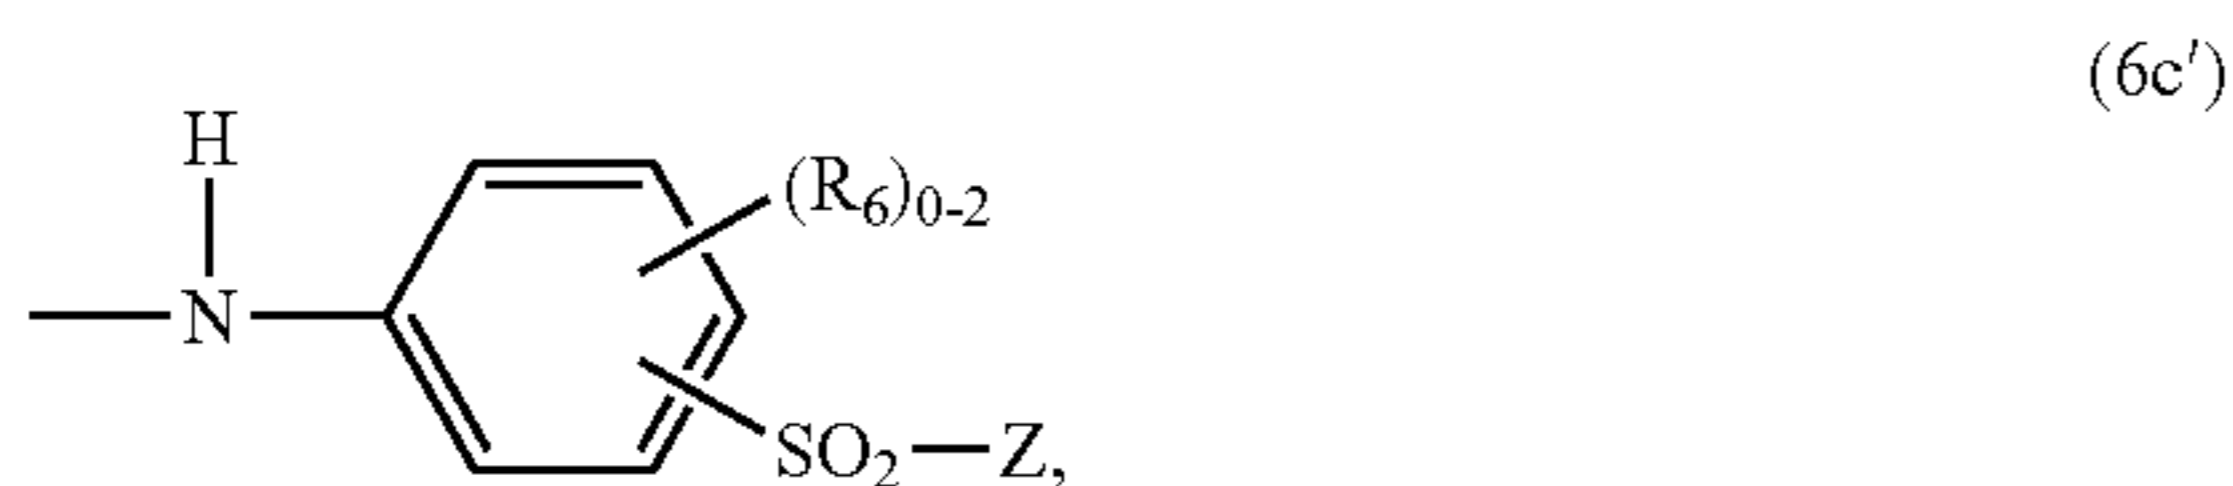 (6c′)
H
(R₆)₀₋₂
N
SO₂—Z,